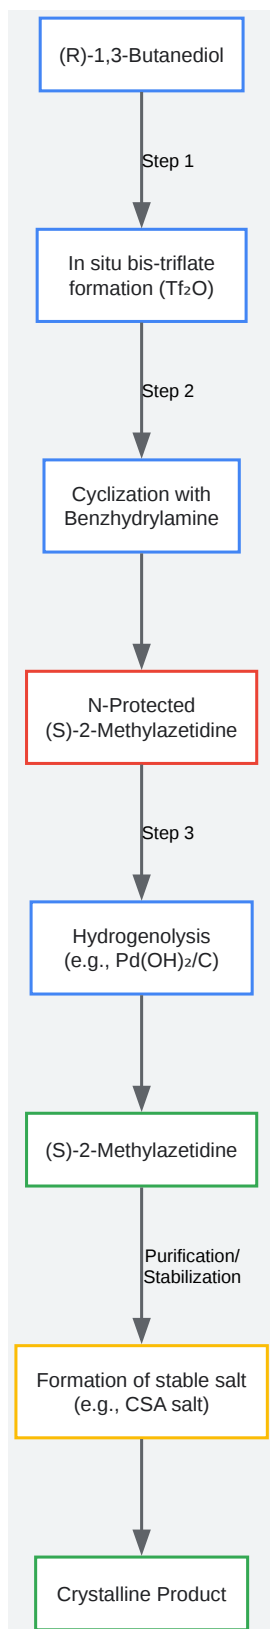 (R)-1,3-Butanediol
Step 1
In situ bis-triflate
formation (Tf₂O)
Step 2
Cyclization with
Benzhydrylamine
N-Protected
(S)-2-Methylazetidine
Step 3
Hydrogenolysis
(e.g., Pd(OH)₂/C)
(S)-2-Methylazetidine
Purification/
Stabilization
Formation of stable salt
(e.g., CSA salt)
Crystalline Product